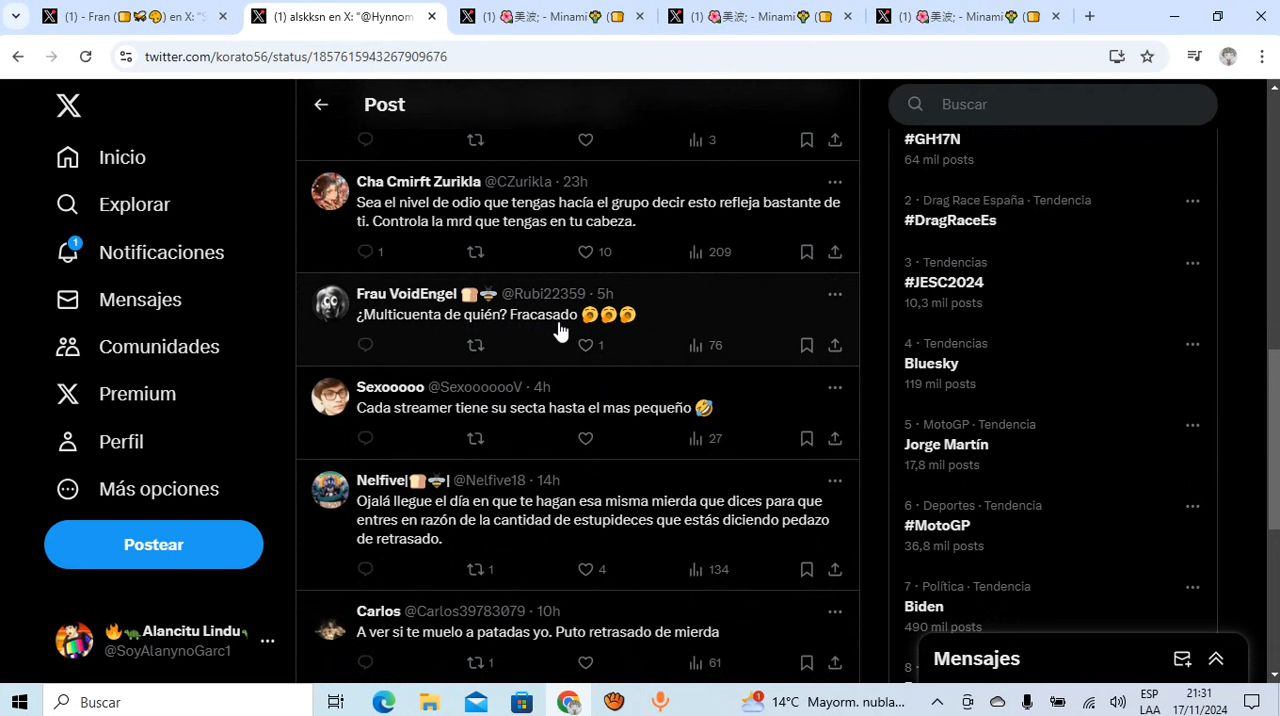 (1) - Fran (🍞🐝🐶) en X: "S
alskksn en X: "@Hynnom
(1) 🌺美波; - Minami🌳 (🍞
(1) 🌺美波; - Minami🌳 (🍞
(1) 🌺美波; - Minami🌳 (🍞
twitter.com/korato56/status/1857615943267909676
Post
Buscar
Inicio
Explorar
1
Notificaciones
Mensajes
Comunidades
Premium
Perfil
Más opciones
Postear
🔥🐢Alancitu Lindu
@SoyAlanynoGarc1
3
Cha Cmirft Zurikla @CZurikla · 23h
Sea el nivel de odio que tengas hacía el grupo decir esto refleja bastante de
ti. Controla la mrd que tengas en tu cabeza.
1 10 209
Frau VoidEngel 🍞🐝 @Rubi22359 · 5h
¿Multicuenta de quién? Fracasado 🥱🥱🥱
1 76
Sexooooo @SexooooooV · 4h
Cada streamer tiene su secta hasta el mas pequeño 🤣
27
Nelfive|🍞🐝| @Nelfive18 · 14h
Ojalá llegue el día en que te hagan esa misma mierda que dices para que
entres en razón de la cantidad de estupideces que estás diciendo pedazo
de retrasado.
1 4 134
Carlos @Carlos39783079 · 10h
A ver si te muelo a patadas yo. Puto retrasado de mierda
1 61
#GH17N
64 mil posts
2 · Drag Race España · Tendencia
#DragRaceEs
3 · Tendencias
#JESC2024
10,3 mil posts
4 · Tendencias
Bluesky
119 mil posts
5 · MotoGP · Tendencia
Jorge Martín
17,8 mil posts
6 · Deportes · Tendencia
#MotoGP
36,8 mil posts
7 · Política · Tendencia
Biden
490 mil posts
8 ·
Mensajes
Buscar
1
14°C Mayorm. nubla...
ESP
LAA
21:31
17/11/2024